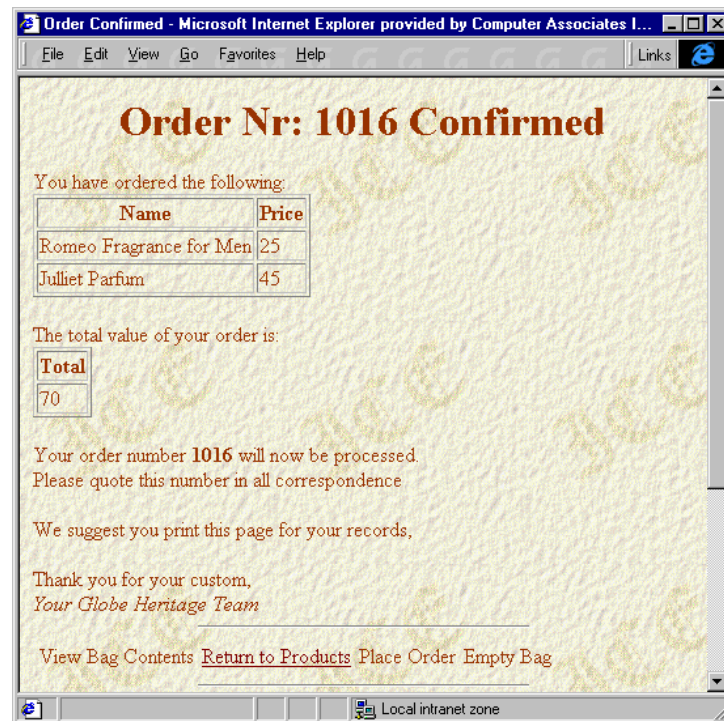 Order Confirmed - Microsoft Internet Explorer provided by Computer Associates I...
File Edit View Go Favorites Help Links
Order Nr: 1016 Confirmed
You have ordered the following:
Name Price
Romeo Fragrance for Men 25
Julliet Parfum 45
The total value of your order is:
Total
70
Your order number 1016 will now be processed.
Please quote this number in all correspondence
We suggest you print this page for your records,
Thank you for your custom,
Your Globe Heritage Team
View Bag Contents Return to Products Place Order Empty Bag
Local intranet zone